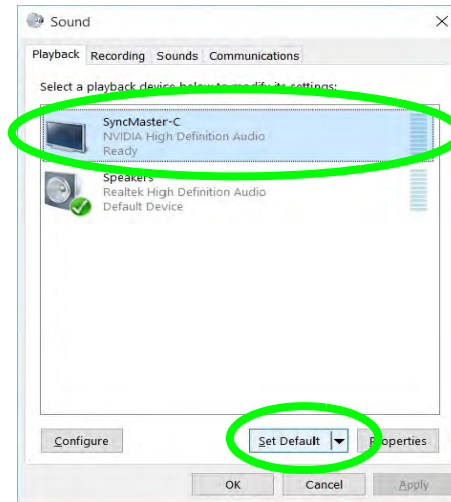 Sound
Playback Recording Sounds Communications
Select a playback device below to modify its settings:
SyncMaster-C
NVIDIA High Definition Audio
Ready
Speakers
Realtek High Definition Audio
Default Device
Configure Set Default Properties
OK Cancel Apply